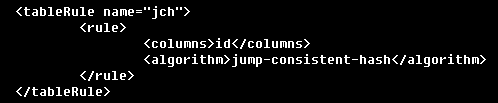 <tableRule name="jch">
<rule>
<columns>id</columns>
<algorithm>jump-consistent-hash</algorithm>
</rule>
</tableRule>